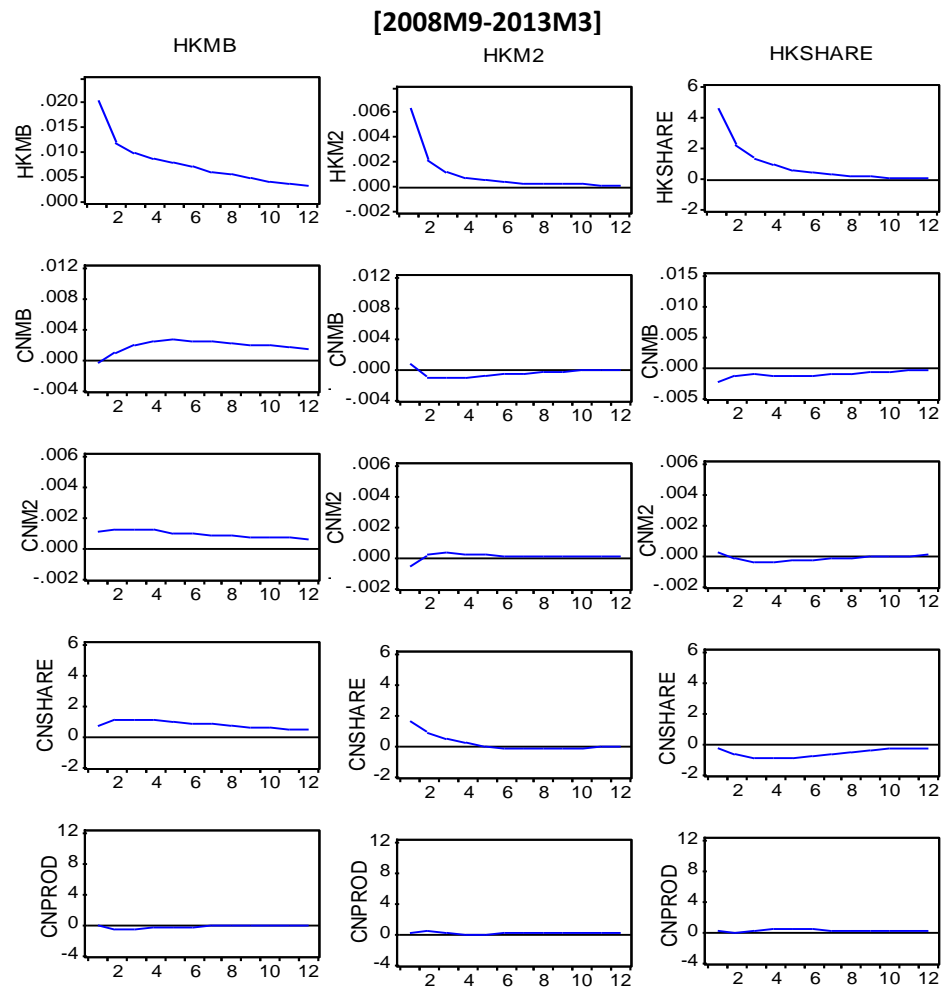 [2008M9-2013M3]
HKMB
HKM2
HKSHARE
HKMB
.020
.015
.010
.005
.000
2 4 6 8 10 12
HKM2
.006
.004
.002
.000
-.002
2 4 6 8 10 12
HKSHARE
6
4
2
0
-2
2 4 6 8 10 12
CNMB
.012
.008
.004
.000
-.004
2 4 6 8 10 12
CNMB
.012
.008
.004
.000
-.004
2 4 6 8 10 12
CNMB
.015
.010
.005
.000
-.005
2 4 6 8 10 12
CNM2
.006
.004
.002
.000
-.002
2 4 6 8 10 12
CNM2
.006
.004
.002
.000
-.002
2 4 6 8 10 12
CNM2
.006
.004
.002
.000
-.002
2 4 6 8 10 12
CNSHARE
6
4
2
0
-2
2 4 6 8 10 12
CNSHARE
6
4
2
0
-2
2 4 6 8 10 12
CNSHARE
6
4
2
0
-2
2 4 6 8 10 12
CNPROD
12
8
4
0
-4
2 4 6 8 10 12
CNPROD
12
8
4
0
-4
2 4 6 8 10 12
CNPROD
12
8
4
0
-4
2 4 6 8 10 12